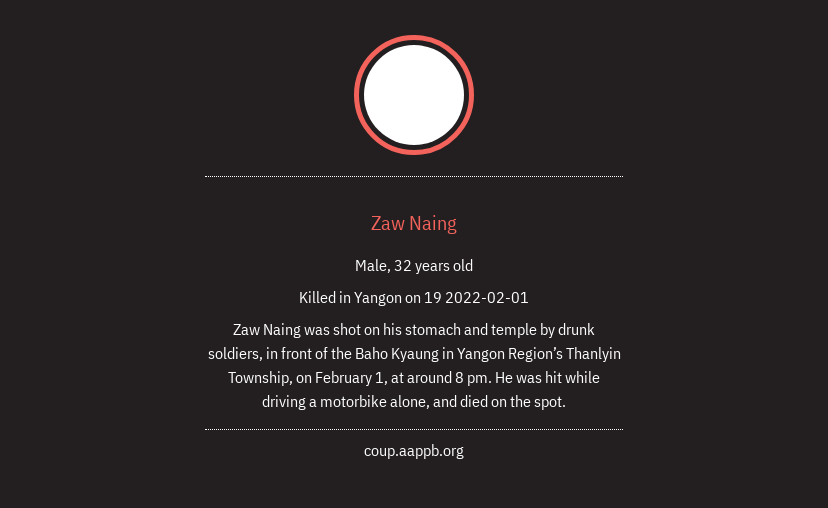 Zaw Naing
Male, 32 years old
Killed in Yangon on 19 2022-02-01
Zaw Naing was shot on his stomach and temple by drunk
soldiers, in front of the Baho Kyaung in Yangon Region’s Thanlyin
Township, on February 1, at around 8 pm. He was hit while
driving a motorbike alone, and died on the spot.
coup.aappb.org